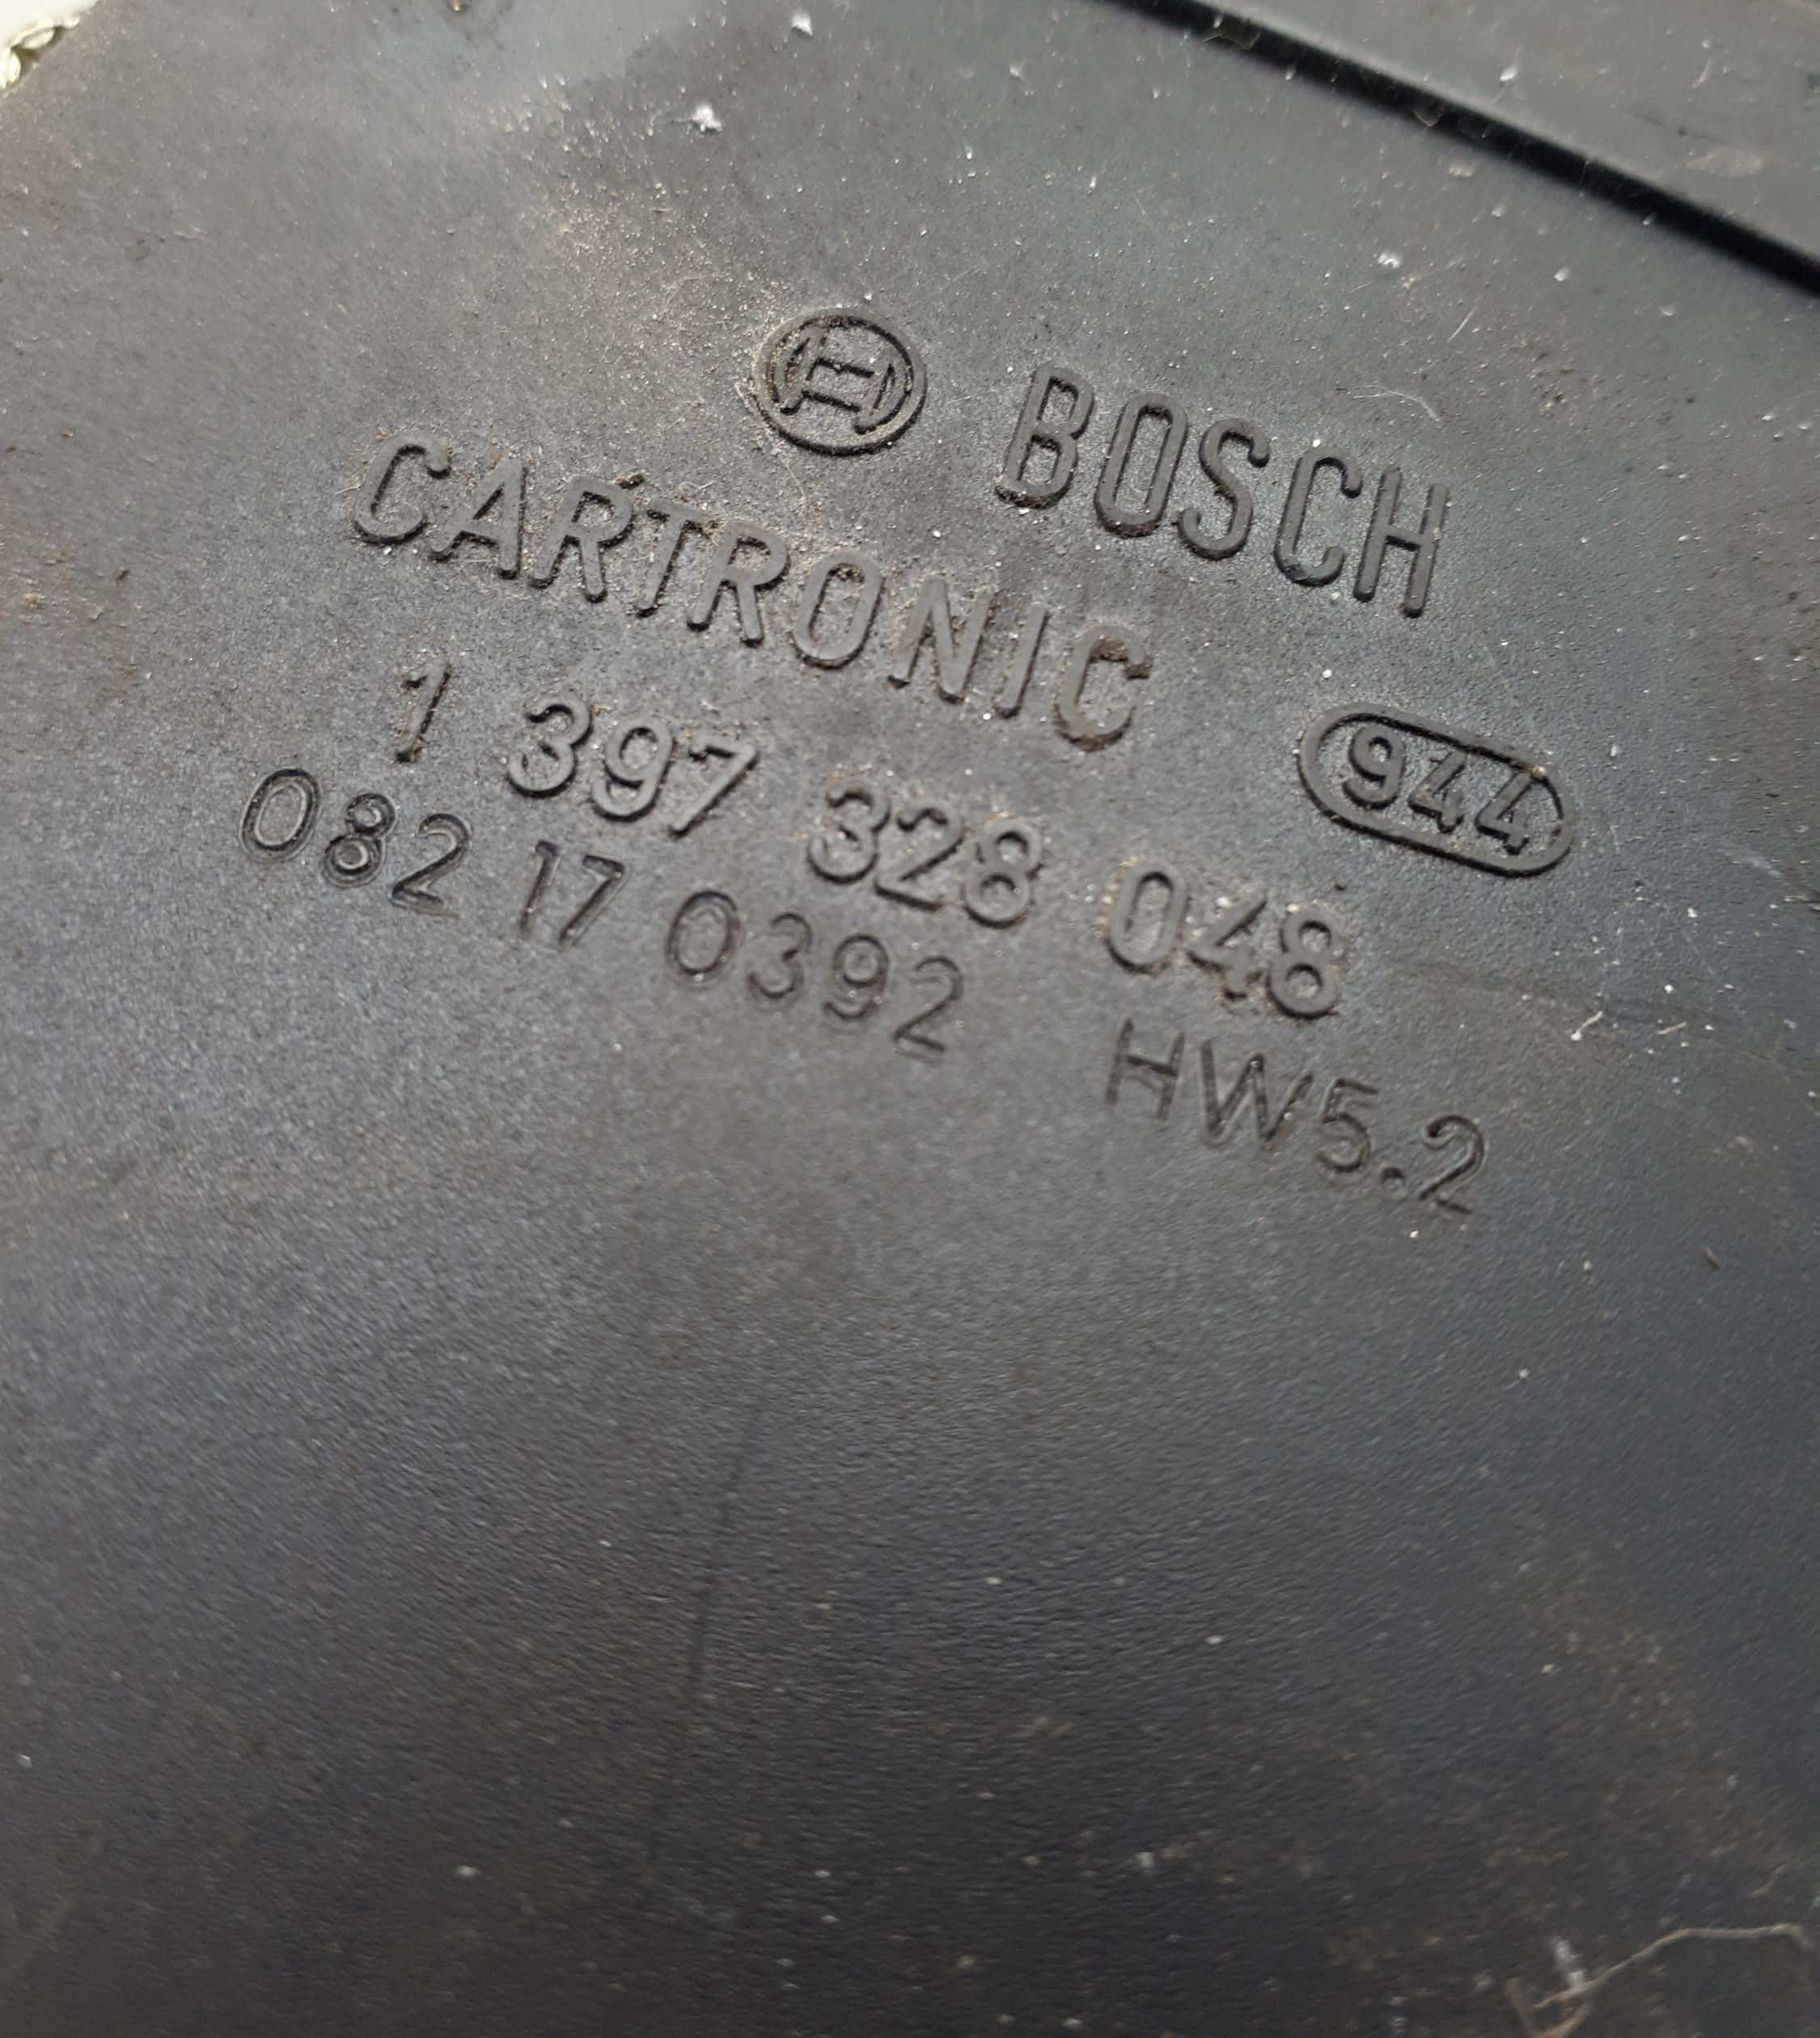 BOSCH
CARTRONIC
944
1 397 328 048
082 17 0392 HW5.2